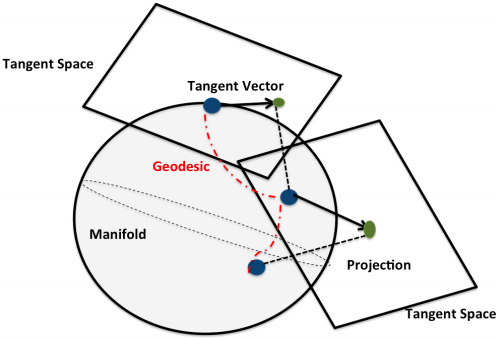 Tangent Space
Tangent Vector
Geodesic
Manifold
Projection
Tangent Space